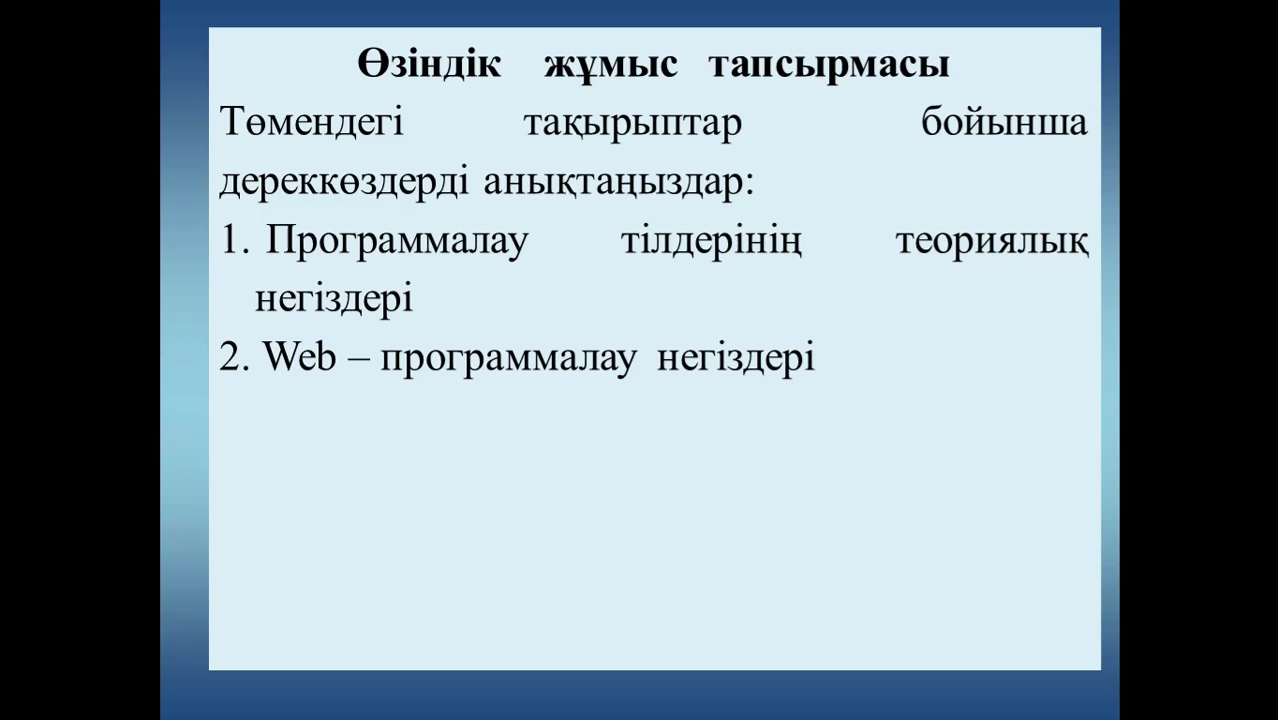 Өзіндік жұмыс тапсырмасы
Төмендегі тақырыптар бойынша
дереккөздерді анықтаңыздар:
1. Программалау тілдерінің теориялық
негіздері
2. Web – программалау негіздері